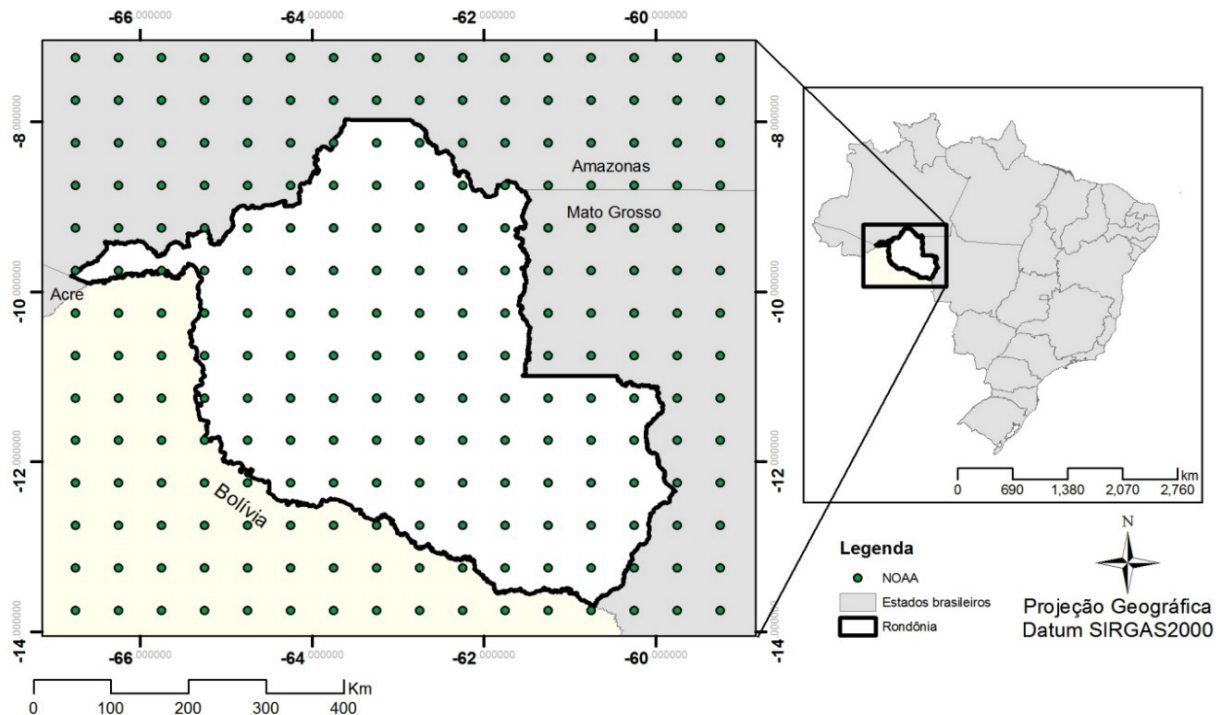 -66.000000 -64.000000 -62.000000 -60.000000
-8.000000
-8.000000
Amazonas
Mato Grosso
-10.000000
-10.000000
Acre
-12.000000
-12.000000
Bolívia
-14.000000
-14.000000
-66.000000 -64.000000 -62.000000 -60.000000
Km
0 100 200 300 400
km
0 690 1,380 2,070 2,760
N
Legenda
NOAA
Estados brasileiros
Rondônia
Projeção Geográfica
Datum SIRGAS2000